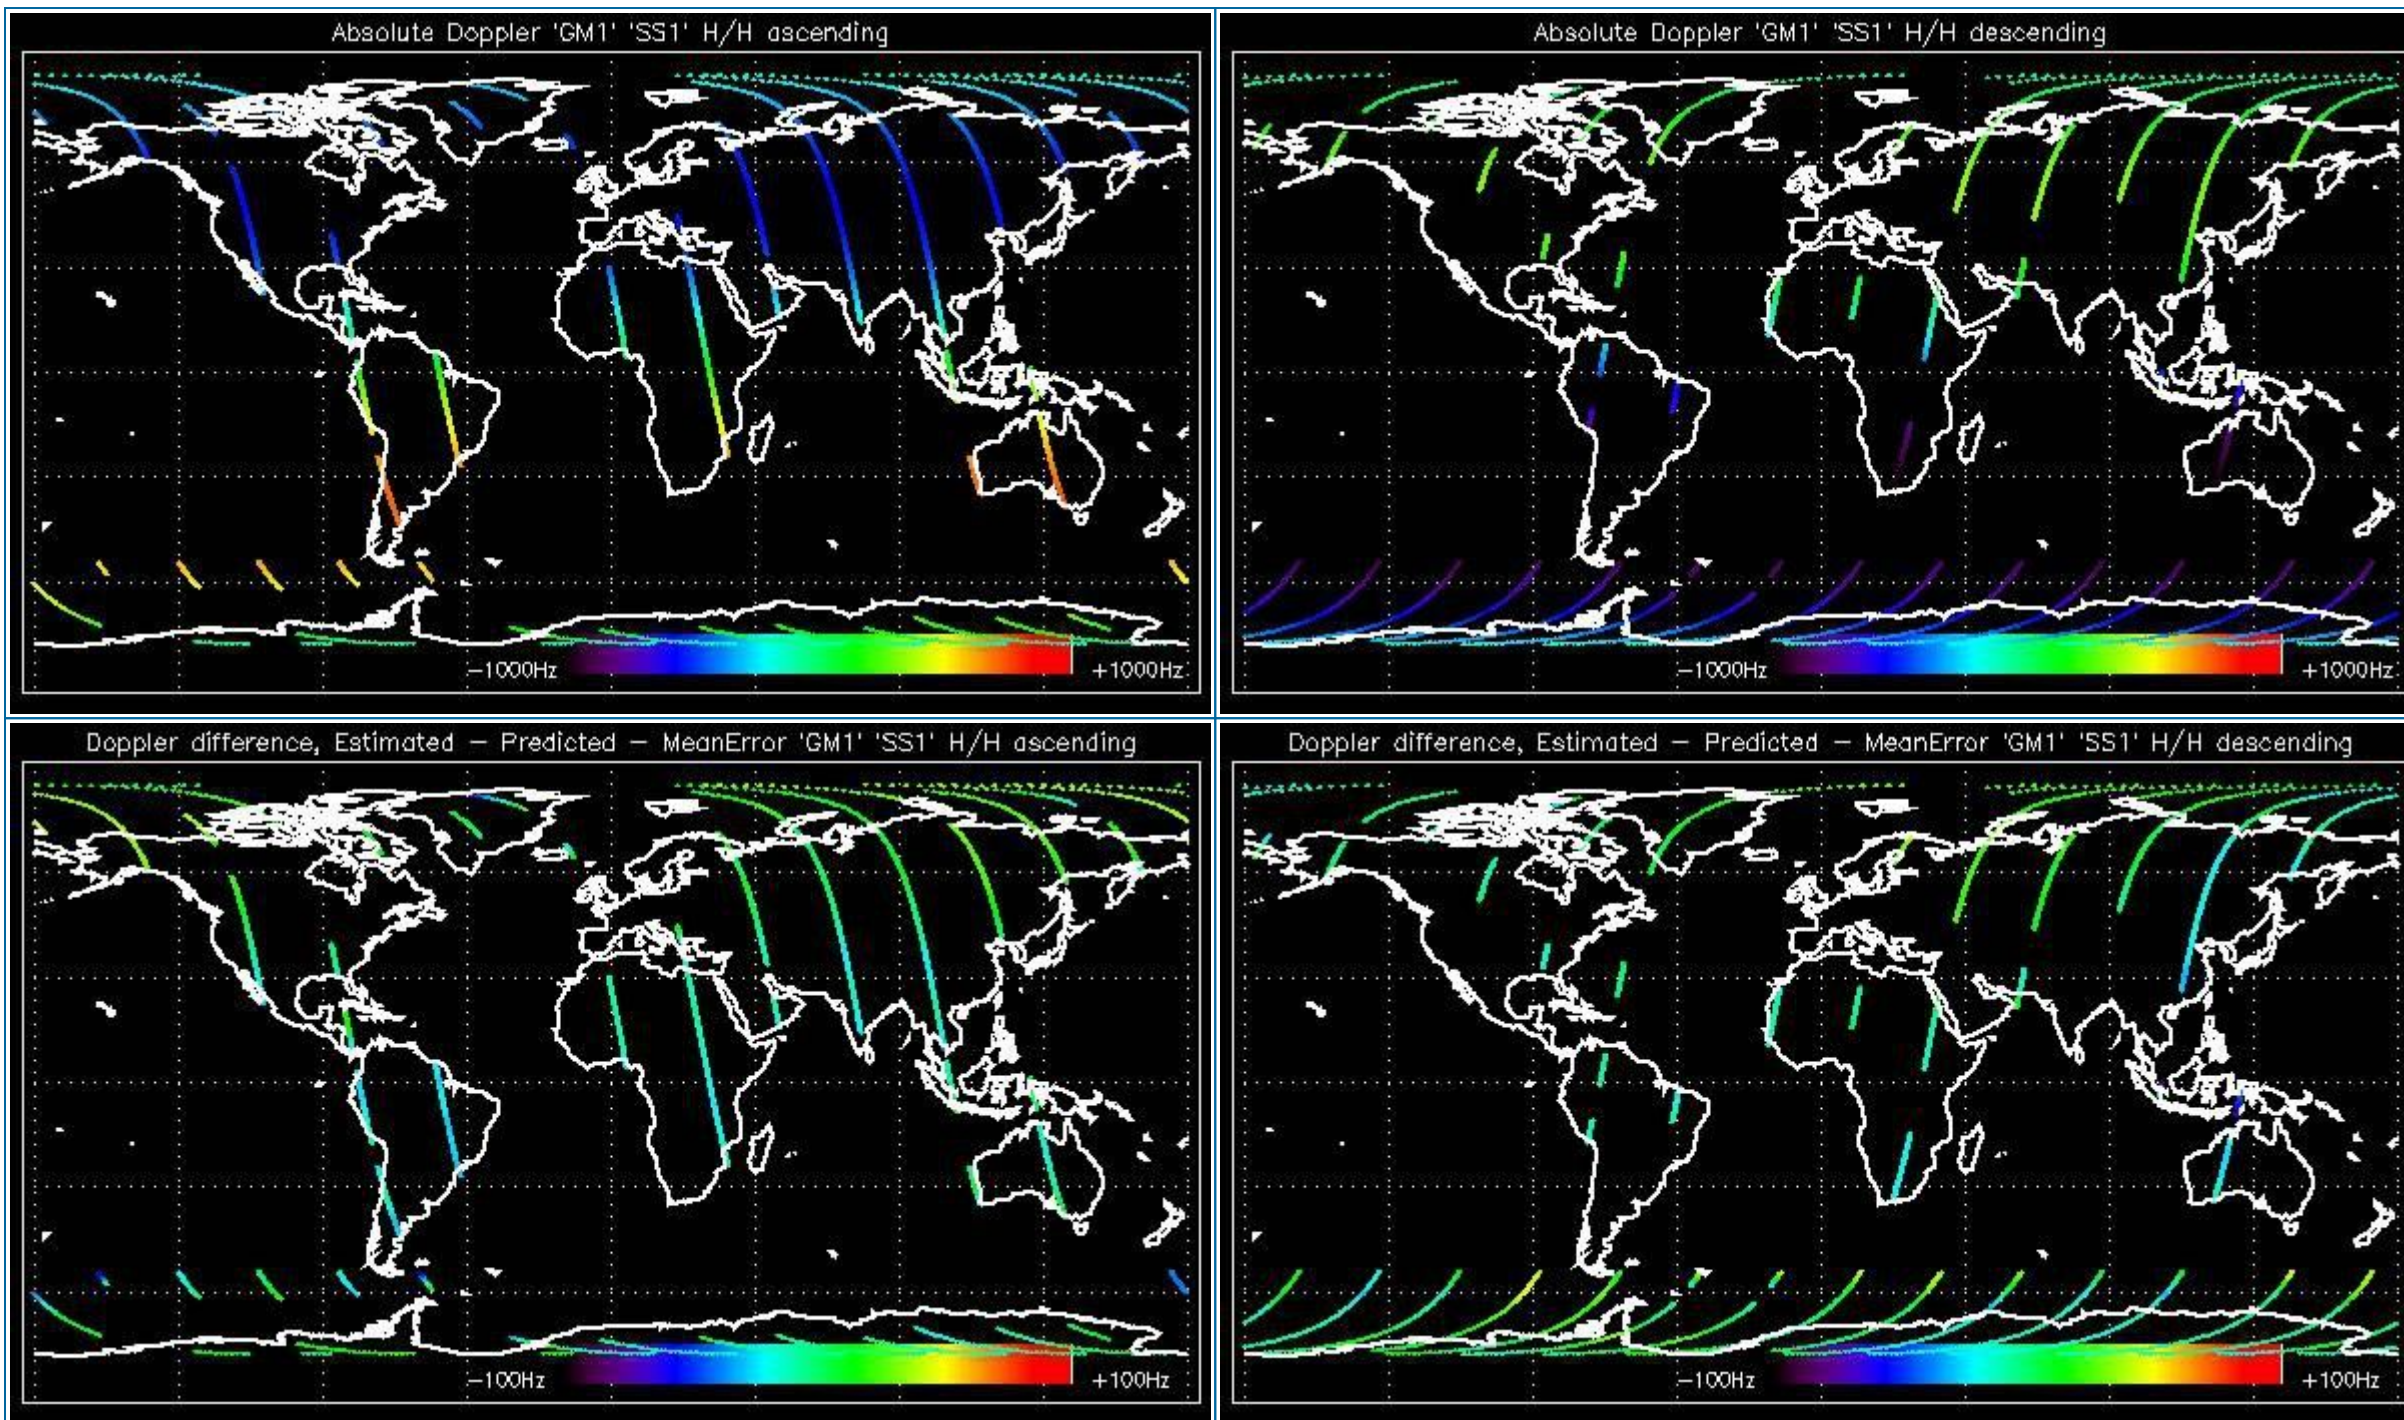 Absolute Doppler 'GM1' 'SS1' H/H ascending
-1000Hz +1000Hz
Absolute Doppler 'GM1' 'SS1' H/H descending
-1000Hz +1000Hz
Doppler difference, Estimated - Predicted - MeanError 'GM1' 'SS1' H/H ascending
-100Hz +100Hz
Doppler difference, Estimated - Predicted - MeanError 'GM1' 'SS1' H/H descending
-100Hz +100Hz